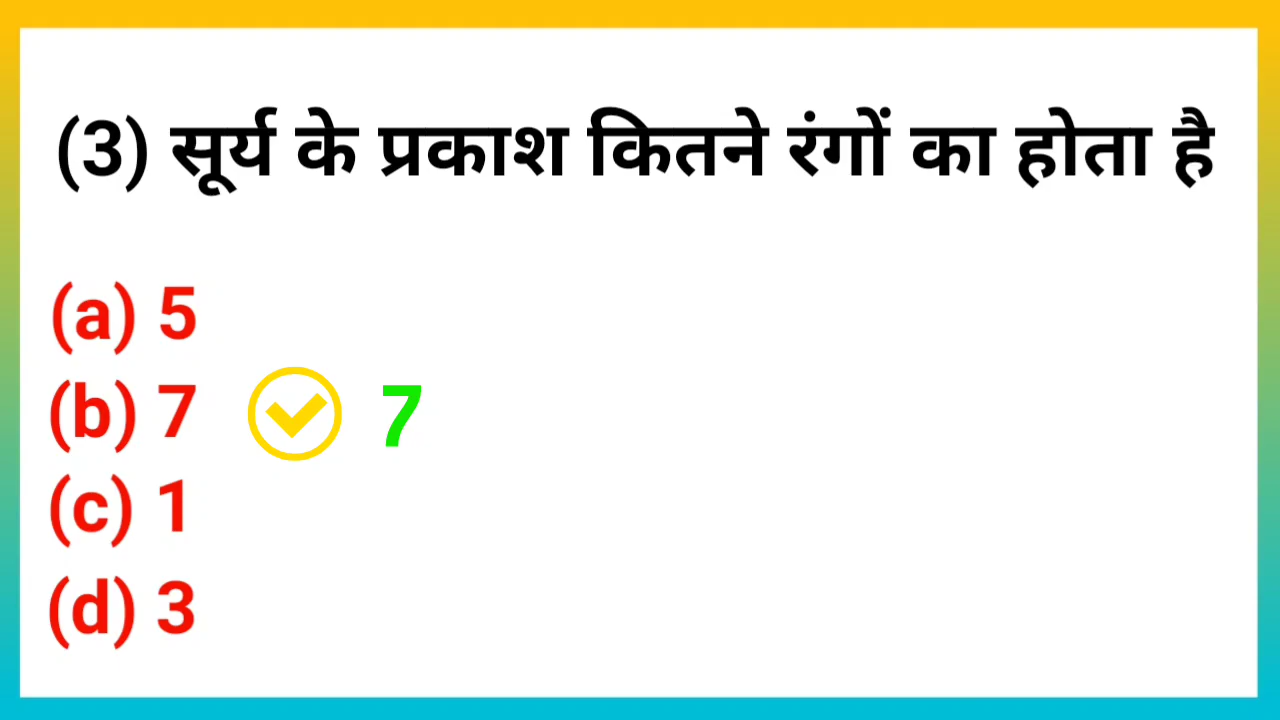 (3) सूर्य के प्रकाश कितने रंगों का होता है
(a) 5
(b) 7 7
(c) 1
(d) 3